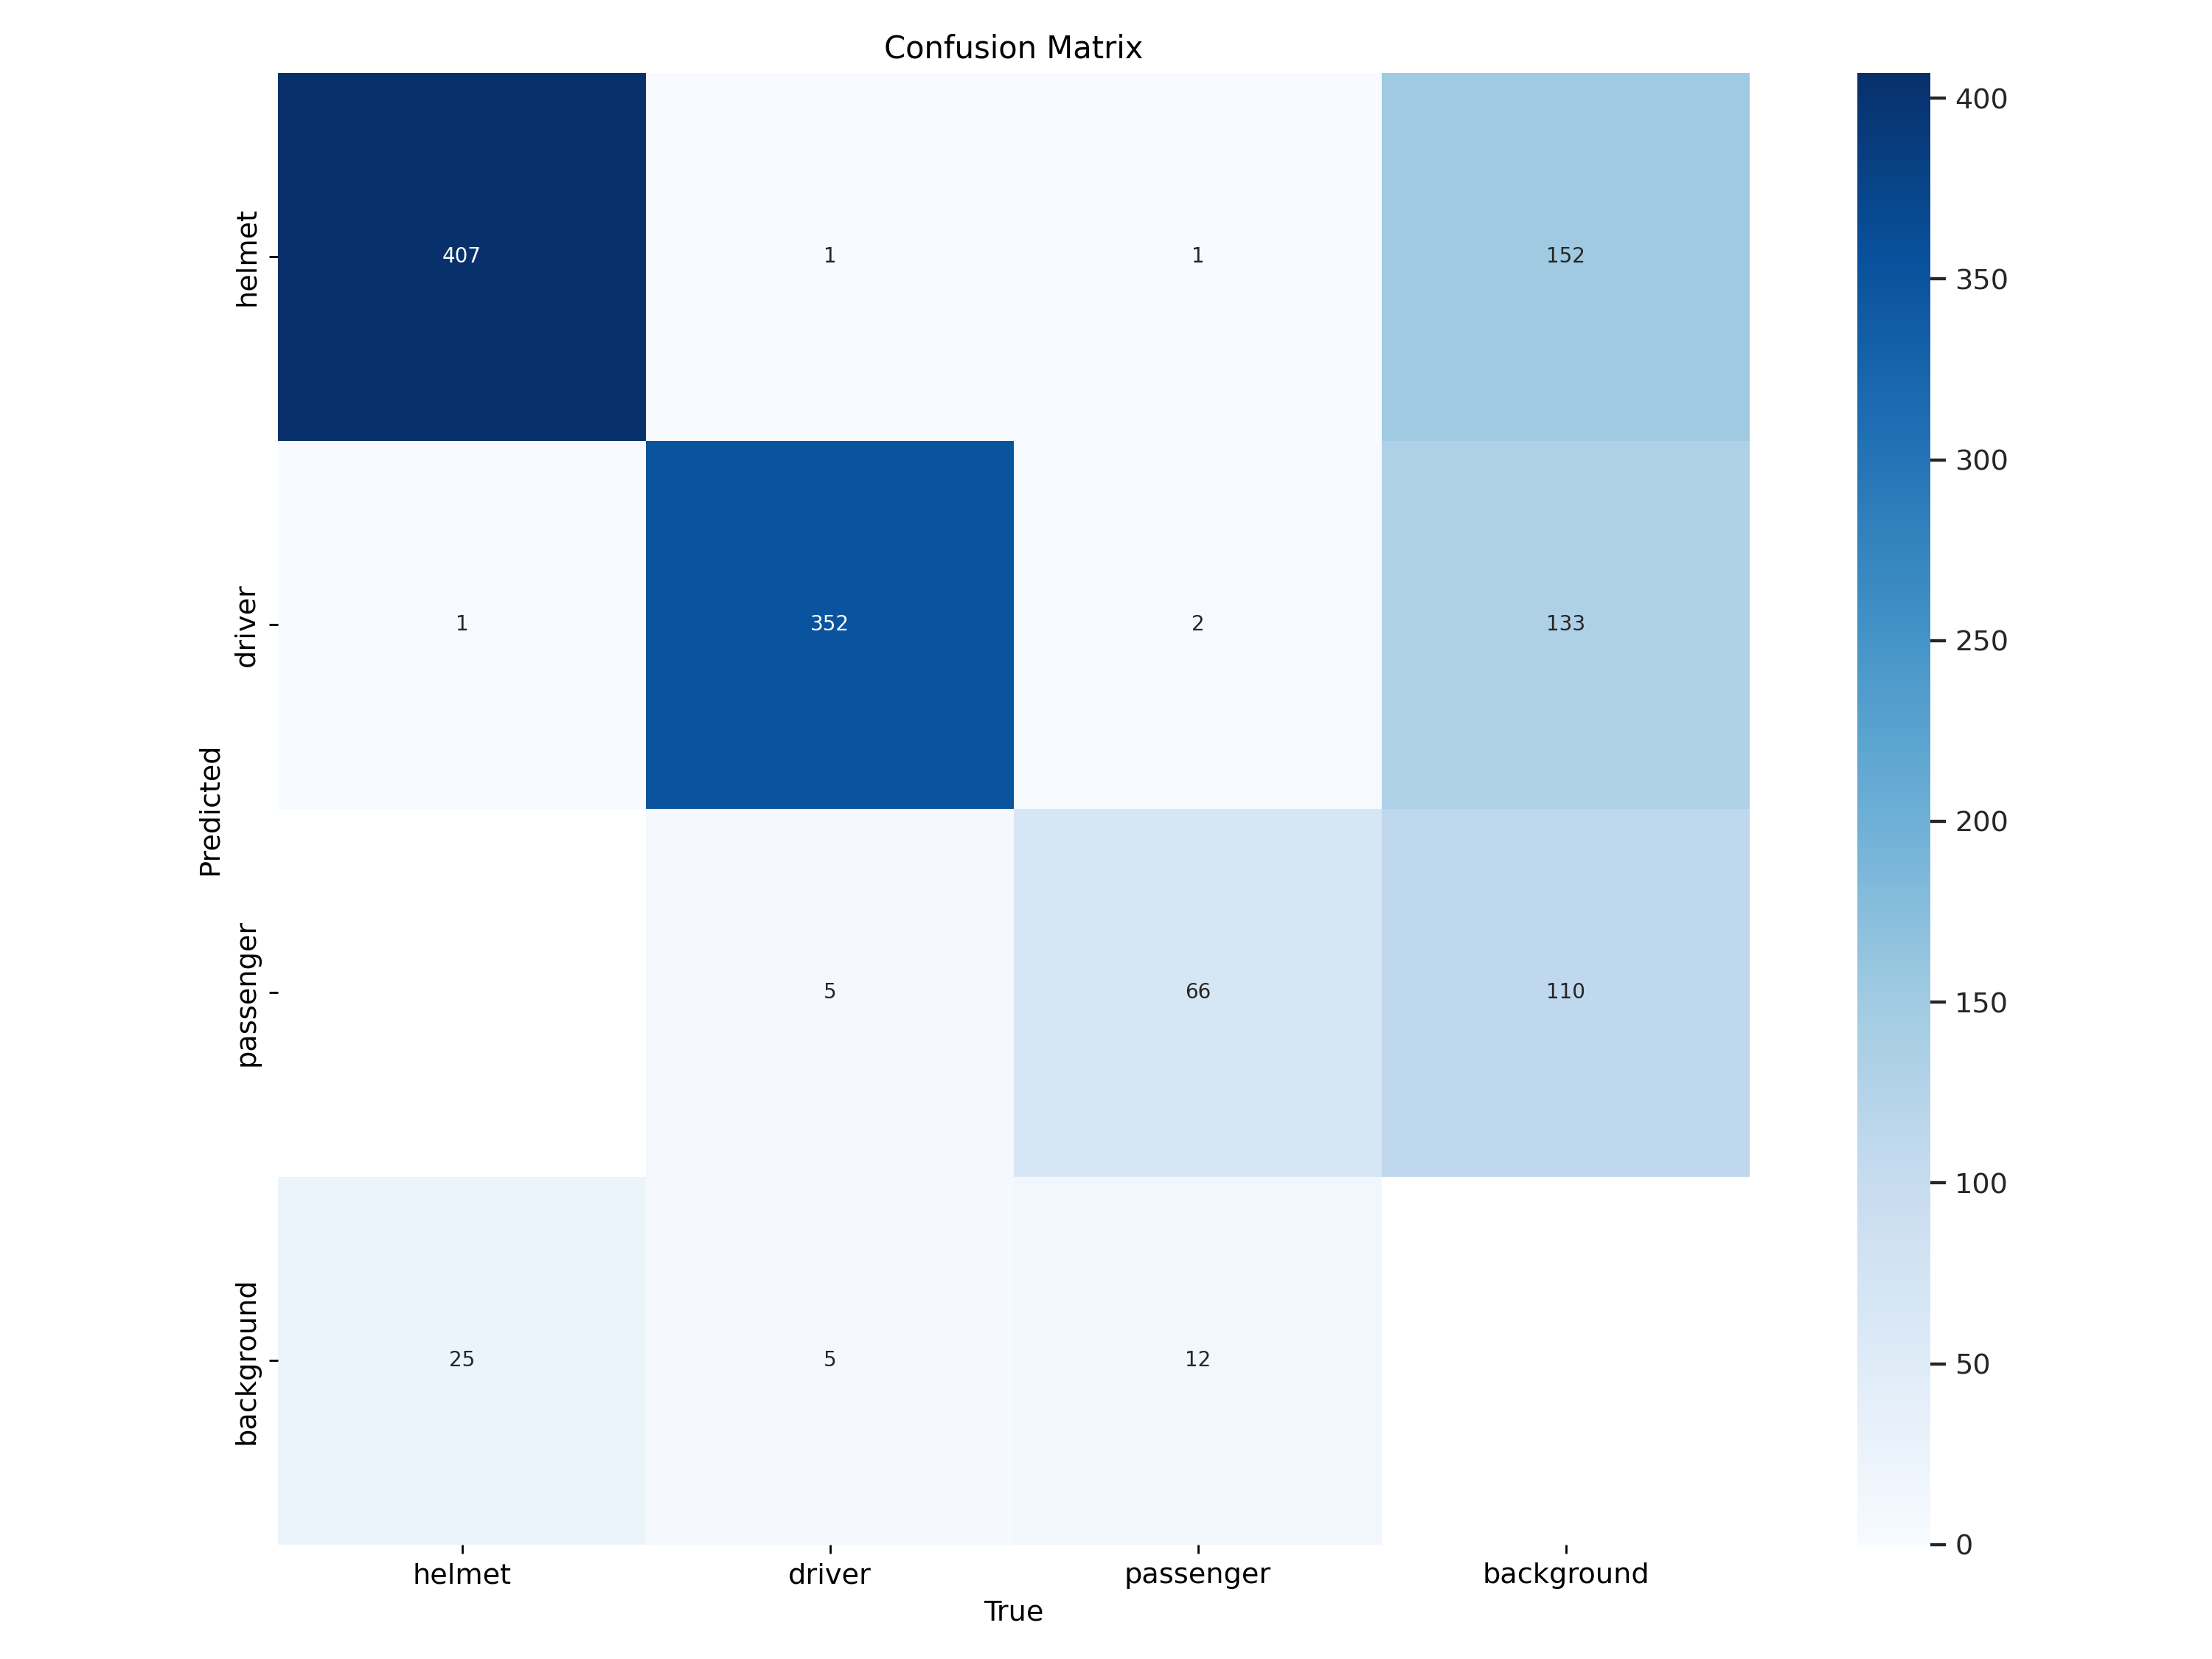 Confusion Matrix
helmet
407
1
1
152
driver
1
352
2
133
passenger
5
66
110
background
25
5
12
Predicted
helmet
driver
passenger
background
True
400
350
300
250
200
150
100
50
0